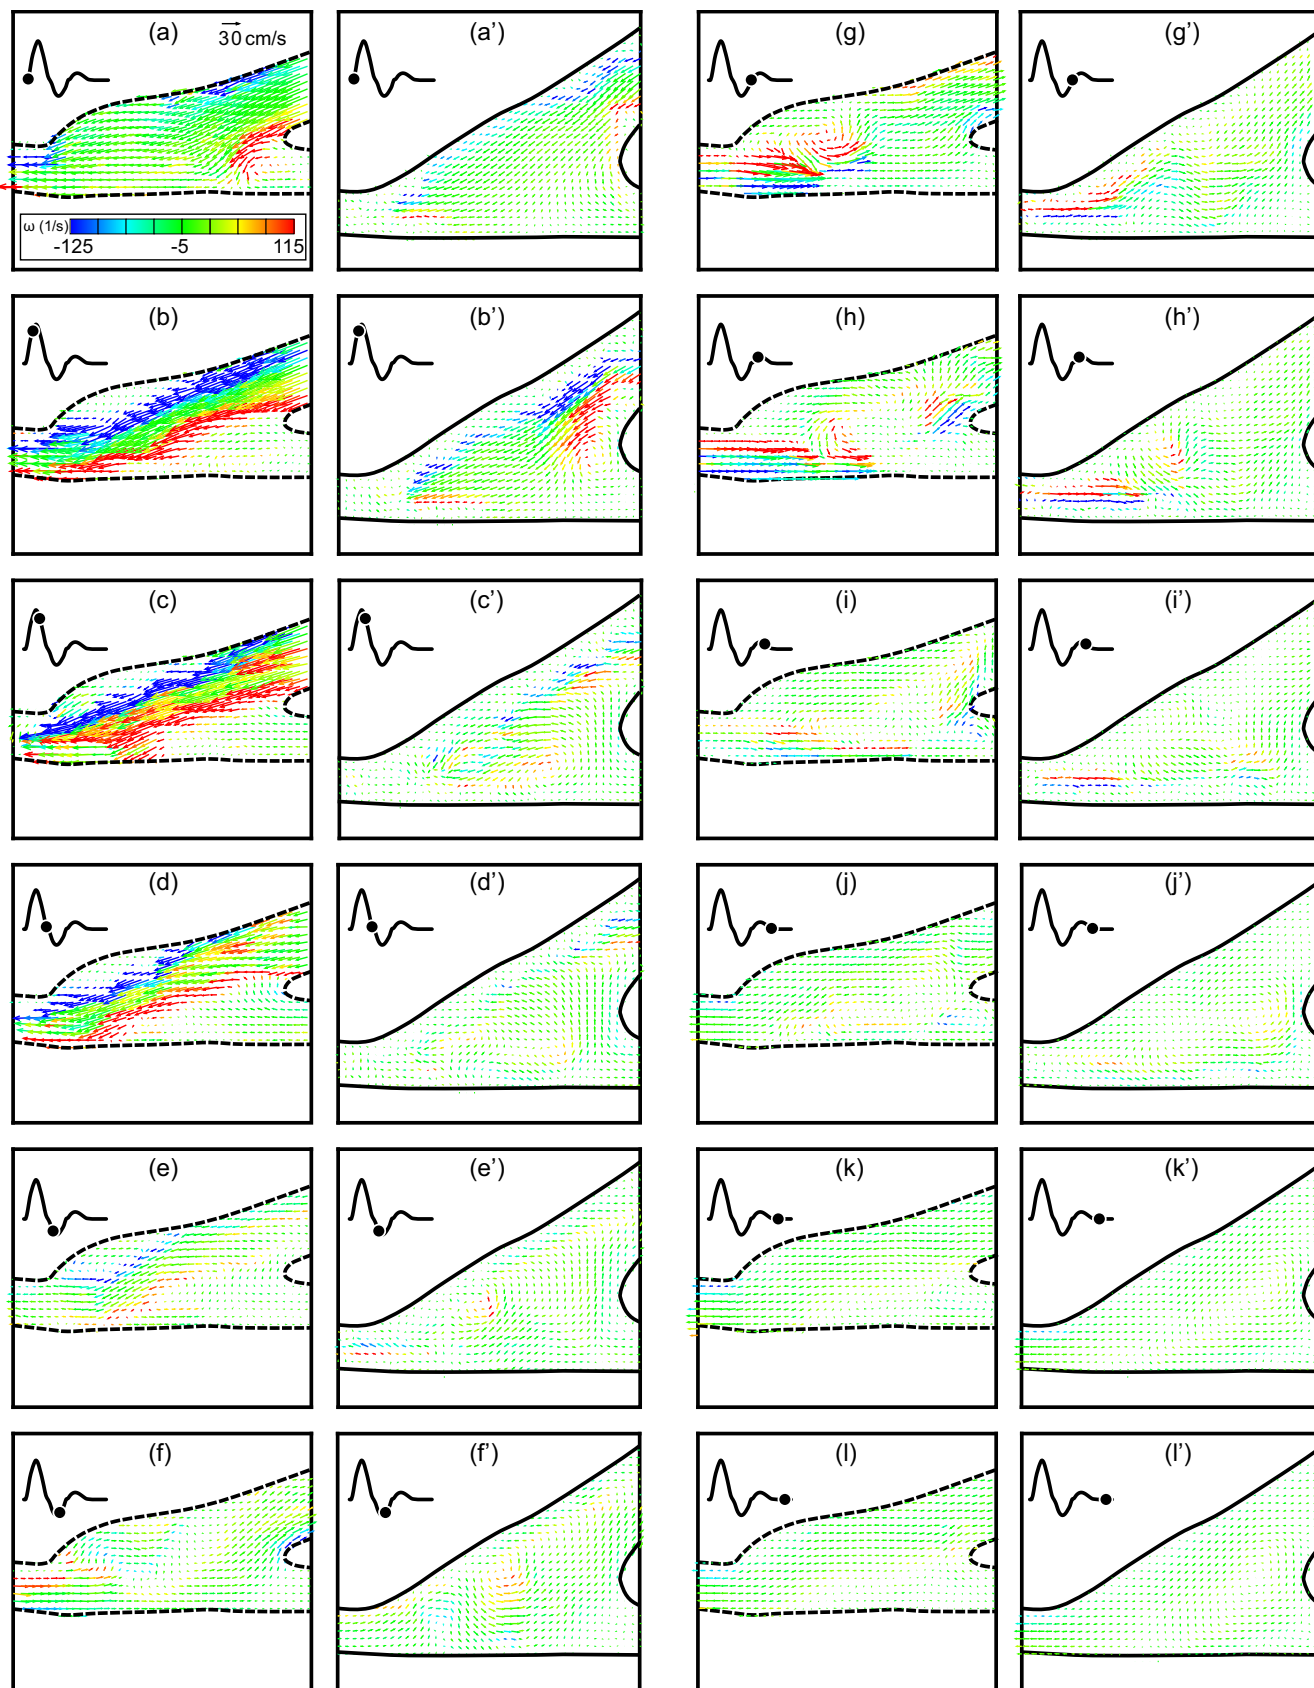 (a) 30 cm/s (a') (g) (g')
ω (1/s)
-125 -5 115
(b) (b') (h) (h')
(c) (c') (i) (i')
(d) (d') (j) (j')
(e) (e') (k) (k')
(f) (f') (l) (l')